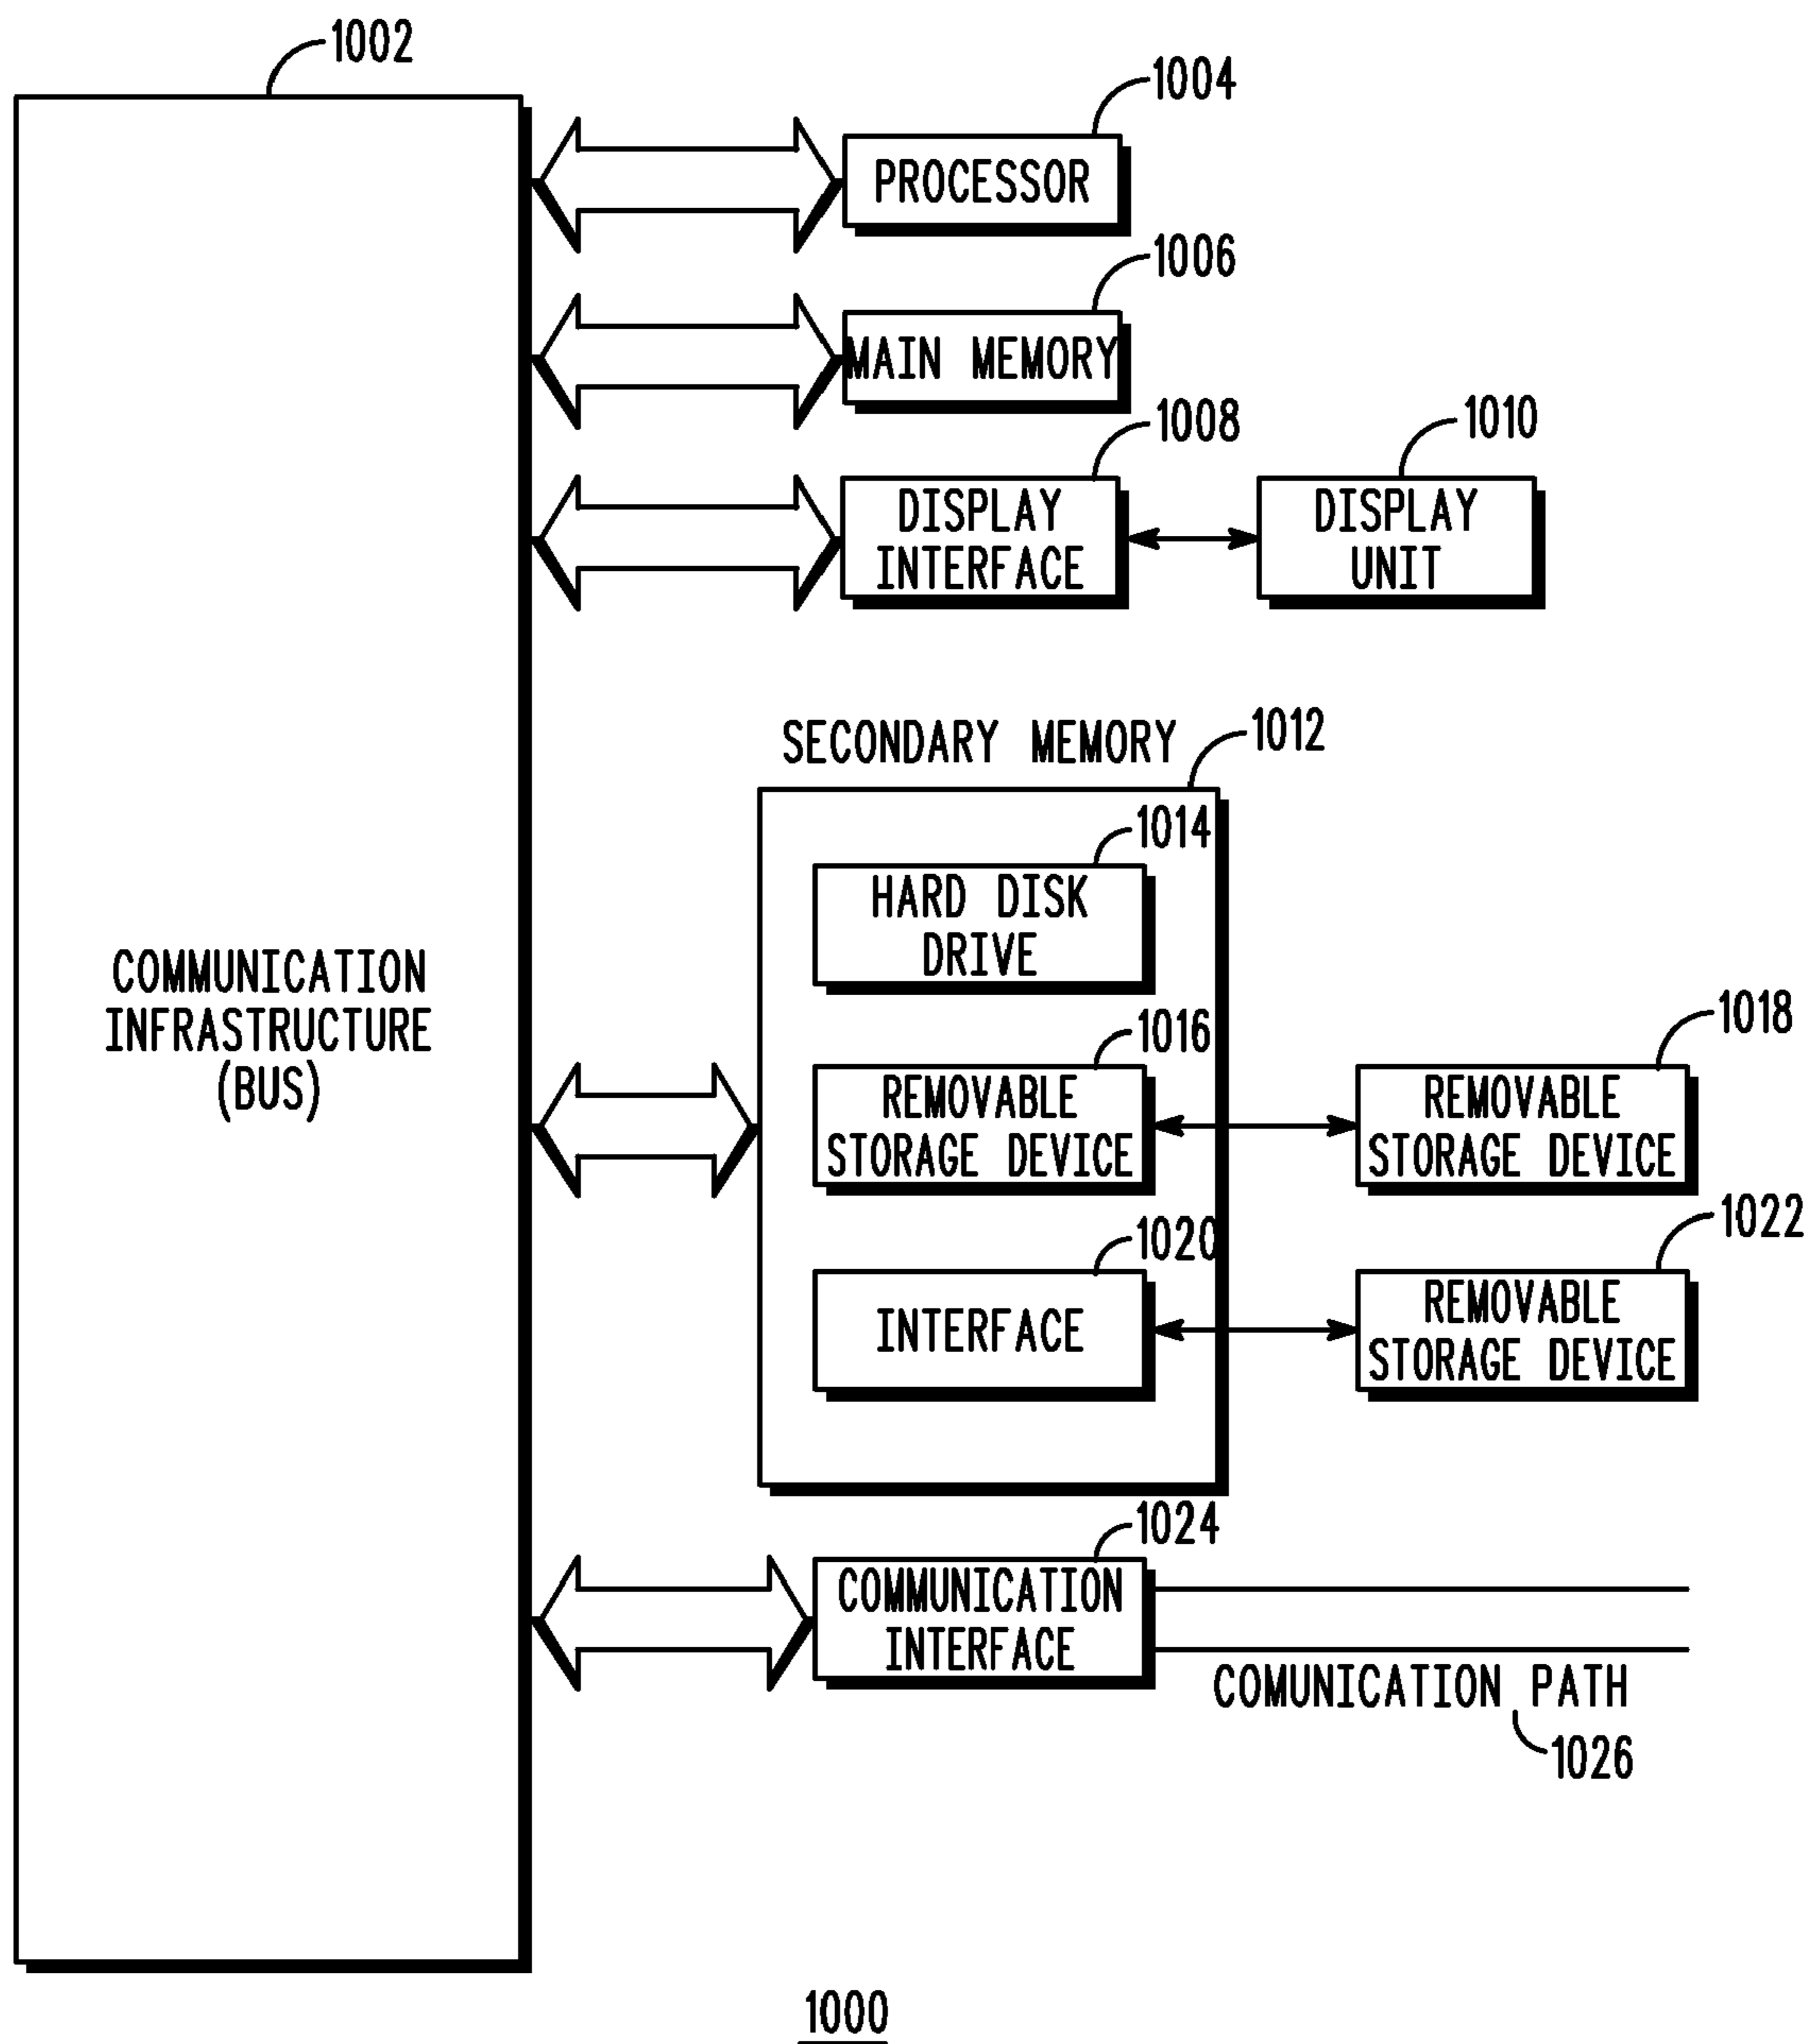 1002
1004
PROCESSOR
1006
MAIN MEMORY
1008
1010
DISPLAY
INTERFACE
DISPLAY
UNIT
SECONDARY MEMORY
1012
1014
HARD DISK
DRIVE
COMMUNICATION
INFRASTRUCTURE
(BUS)
1016
1018
REMOVABLE
STORAGE DEVICE
REMOVABLE
STORAGE DEVICE
1020
1022
INTERFACE
REMOVABLE
STORAGE DEVICE
1024
COMMUNICATION
INTERFACE
COMUNICATION PATH
1026
1000